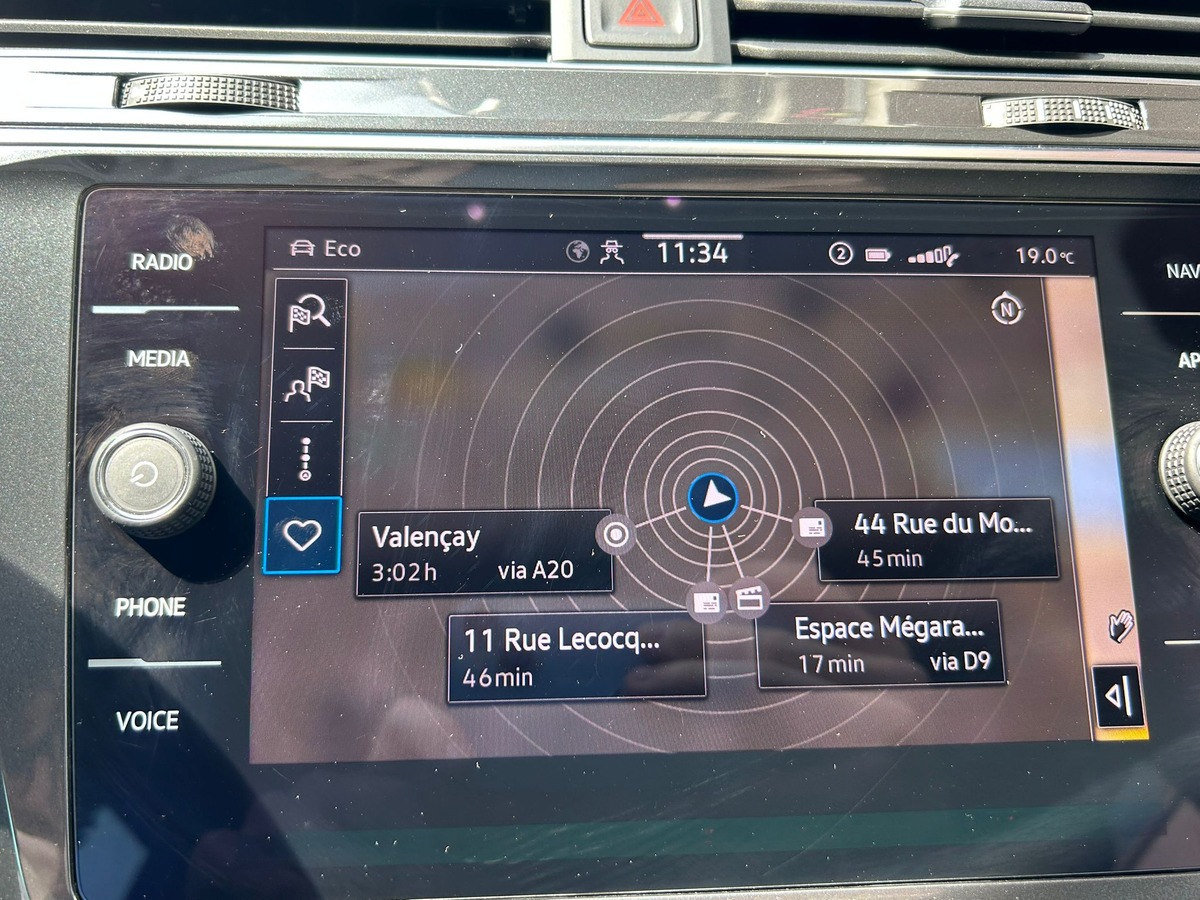 RADIO
MEDIA
PHONE
VOICE
Eco
11:34
2
19.0°C
N
Valençay
3:02h via A20
44 Rue du Mo...
45min
11 Rue Lecocq...
46min
Espace Mégara...
17min via D9
NAV
AP